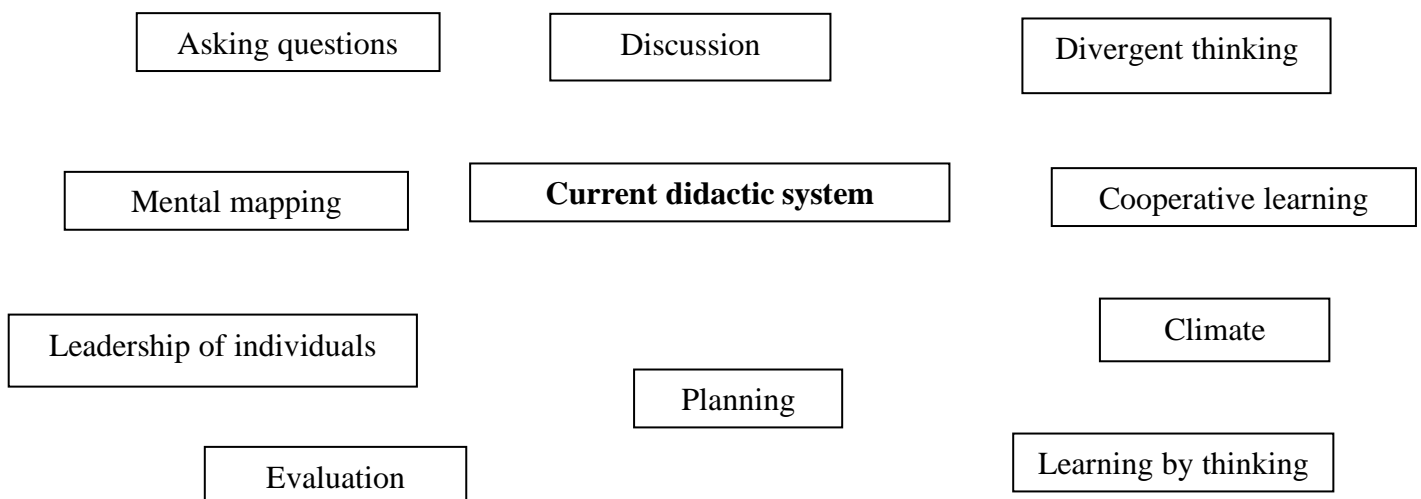 Asking questions
Discussion
Divergent thinking
Mental mapping
Current didactic system
Cooperative learning
Leadership of individuals
Climate
Planning
Evaluation
Learning by thinking